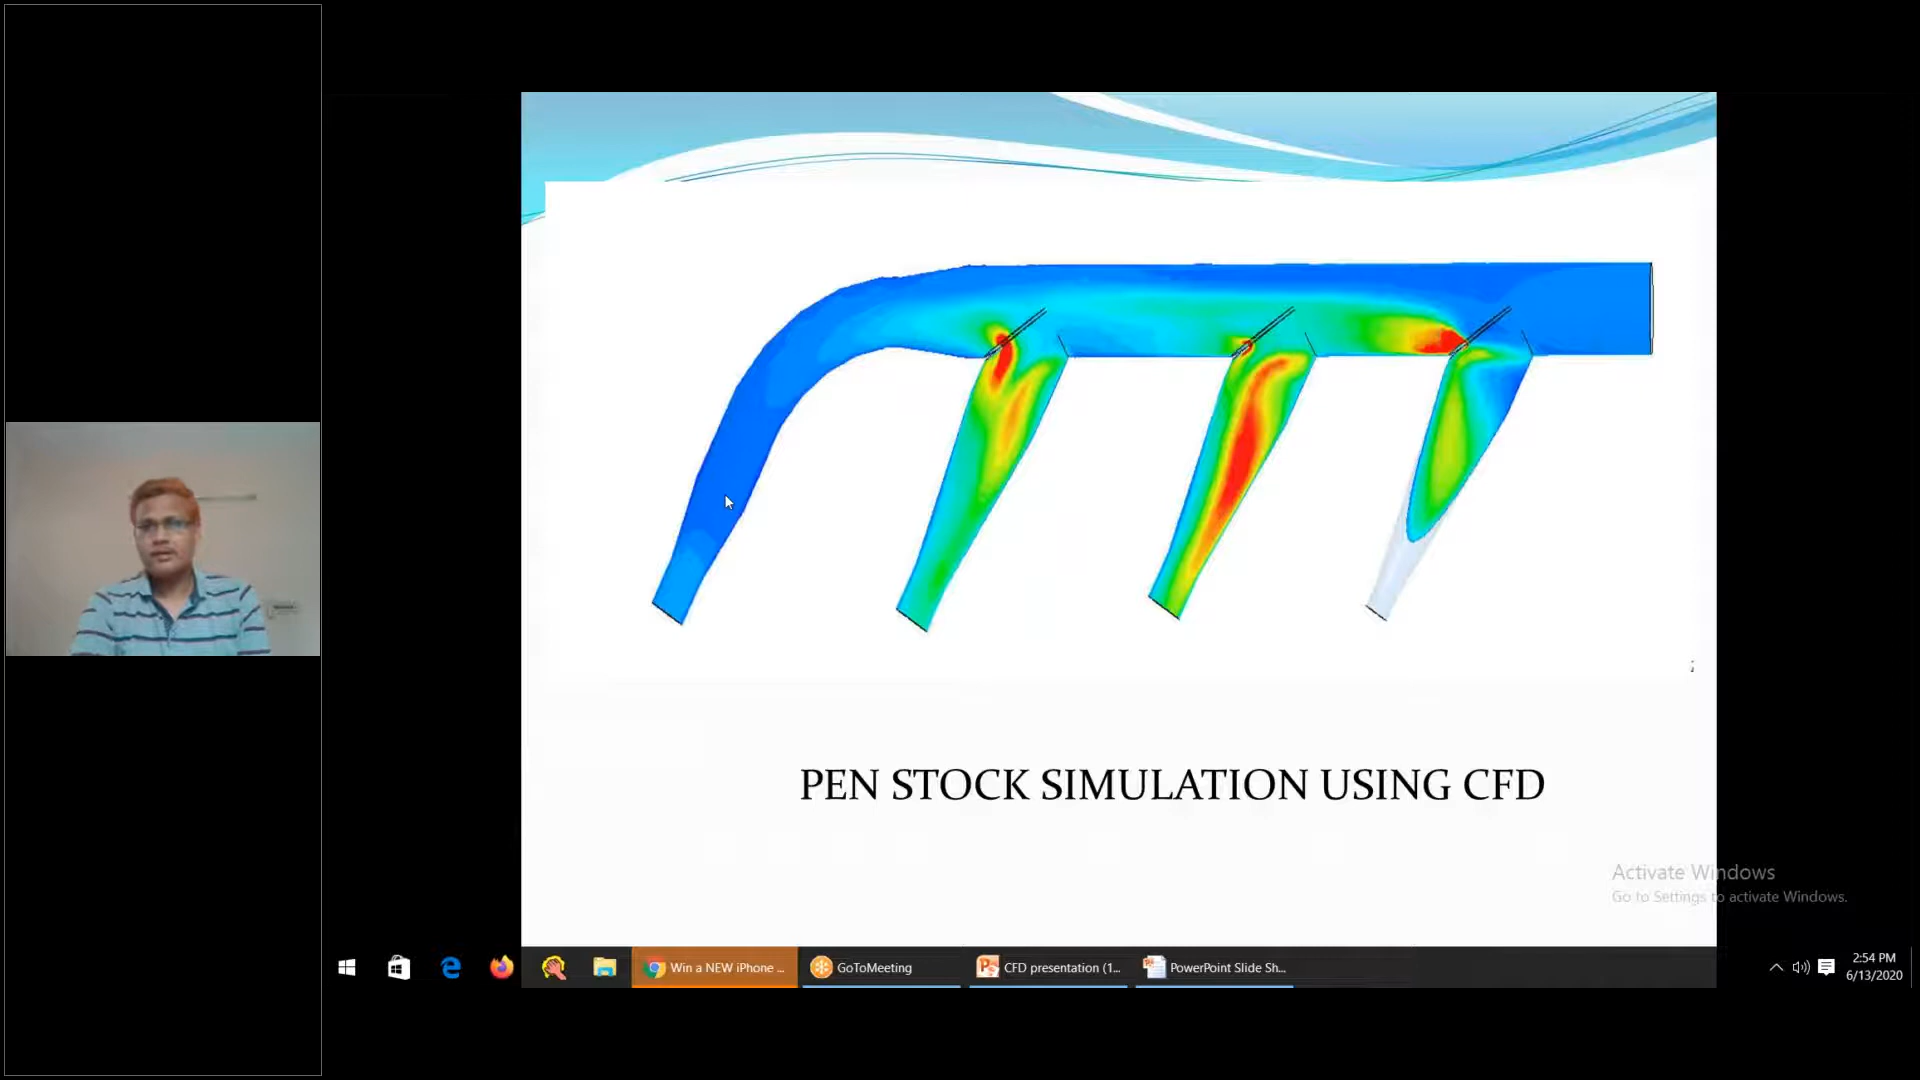 PEN STOCK SIMULATION USING CFD
Activate Windows
Go to Settings to activate Windows.
Win a NEW iPhone ...
GoToMeeting
CFD presentation (1...
PowerPoint Slide Sh...
2:54 PM
6/13/2020